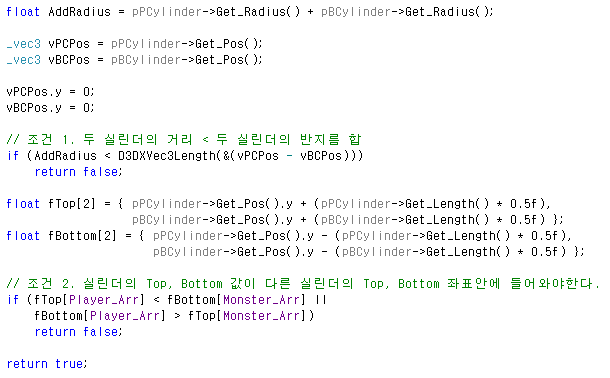 float AddRadius = pPCylinder->Get_Radius() + pBCylinder->Get_Radius();
_vec3 vPCPos = pPCylinder->Get_Pos();
_vec3 vBCPos = pBCylinder->Get_Pos();
vPCPos.y = 0;
vBCPos.y = 0;
// 조건 1. 두 실린더의 거리 < 두 실린더의 반지름 합
if (AddRadius < D3DXVec3Length(&(vPCPos - vBCPos)))
return false;
float fTop[2] = { pPCylinder->Get_Pos().y + (pPCylinder->Get_Length() * 0.5f),
pBCylinder->Get_Pos().y + (pBCylinder->Get_Length() * 0.5f) };
float fBottom[2] = { pPCylinder->Get_Pos().y - (pPCylinder->Get_Length() * 0.5f),
pBCylinder->Get_Pos().y - (pBCylinder->Get_Length() * 0.5f) };
// 조건 2. 실린더의 Top, Bottom 값이 다른 실린더의 Top, Bottom 좌표안에 들어와야한다.
if (fTop[Player_Arr] < fBottom[Monster_Arr] ||
fBottom[Player_Arr] > fTop[Monster_Arr])
return false;
return true;